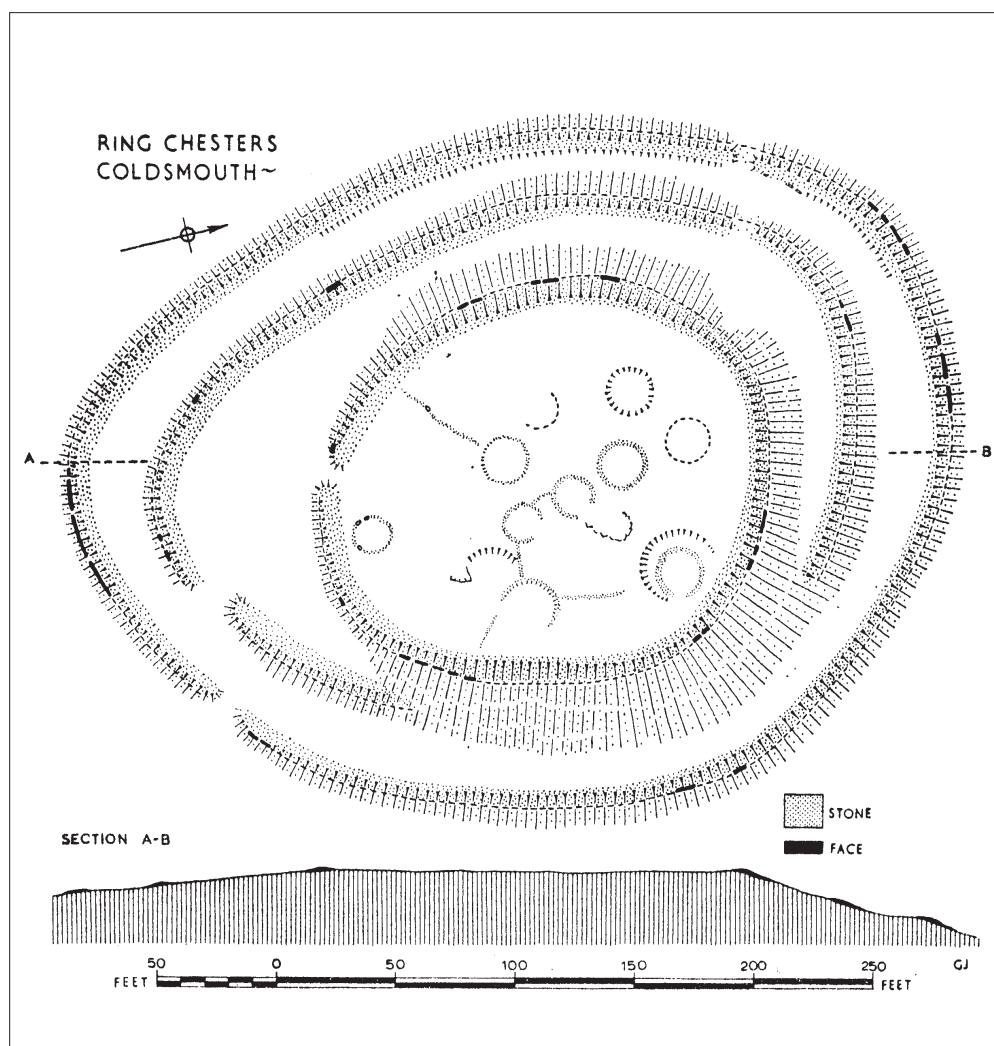 RING CHESTERS
COLDSMOUTH~
A
B
STONE
FACE
SECTION A-B
50 0 50 100 150 200 250 GJ
FEET FEET